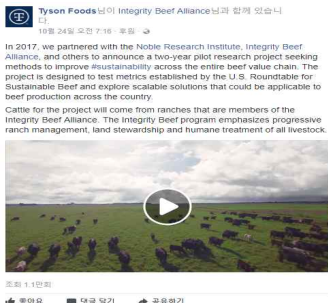 Tyson Foods님이 Integrity Beef Alliance님과 함께 있습니
다.
10월 24일 오전 7:16 · 후원 ·
In 2017, we partnered with the Noble Research Institute, Integrity Beef
Alliance, and others to announce a two-year pilot research project seeking
methods to improve #sustainability across the entire beef value chain. The
project is designed to test metrics established by the U.S. Roundtable for
Sustainable Beef and explore scalable solutions that could be applicable to
beef production across the country.
Cattle for the project will come from ranches that are members of the
Integrity Beef Alliance. The Integrity Beef program emphasizes progressive
ranch management, land stewardship and humane treatment of all livestock.
조회 1.1만회
좋아요 댓글 달기 공유하기